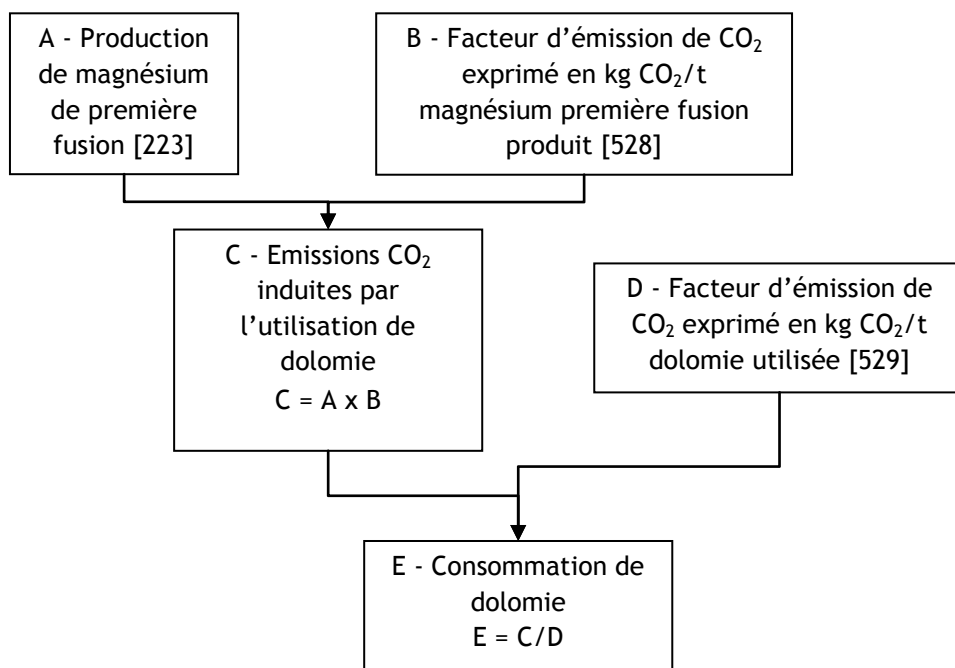 A - Production
de magnésium
de première
fusion [223]
B - Facteur d’émission de CO₂
exprimé en kg CO₂/t
magnésium première fusion
produit [528]
C - Emissions CO₂
induites par
l’utilisation de
dolomie
C = A x B
D - Facteur d’émission de
CO₂ exprimé en kg CO₂/t
dolomie utilisée [529]
E - Consommation de
dolomie
E = C/D